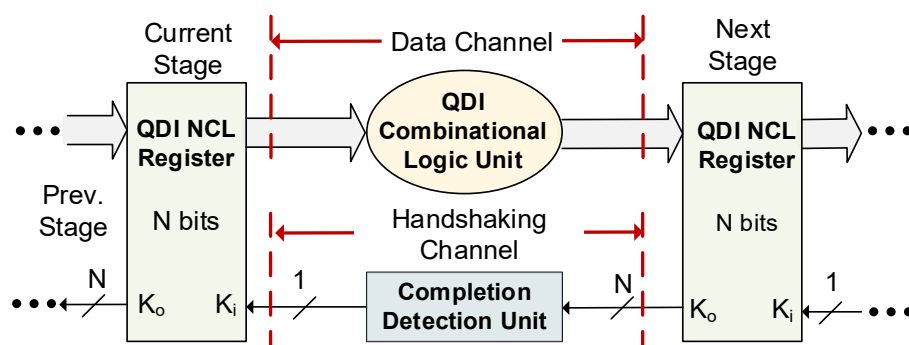 Current
Stage
Data Channel
Next
Stage
QDI NCL
Register
QDI
Combinational
Logic Unit
QDI NCL
Register
Prev.
Stage
N bits
Handshaking
Channel
N bits
N
Ko
Ki
1
Completion
Detection Unit
N
Ko
Ki
1